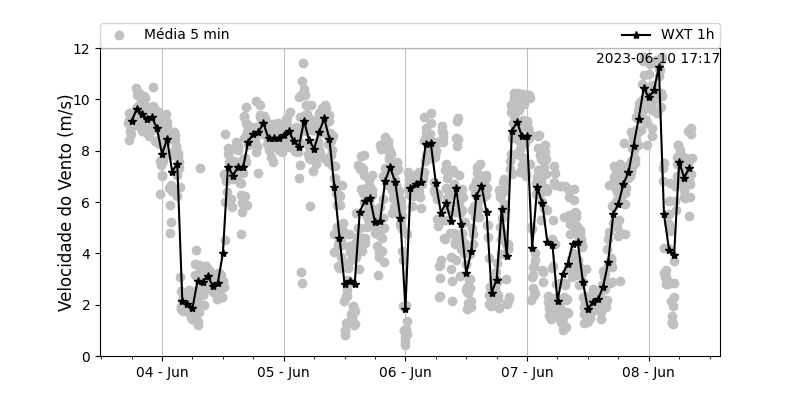 Média 5 min
WXT 1h
2023-06-10 17:17
Velocidade do Vento (m/s)
12
10
8
6
4
2
0
04 - Jun
05 - Jun
06 - Jun
07 - Jun
08 - Jun